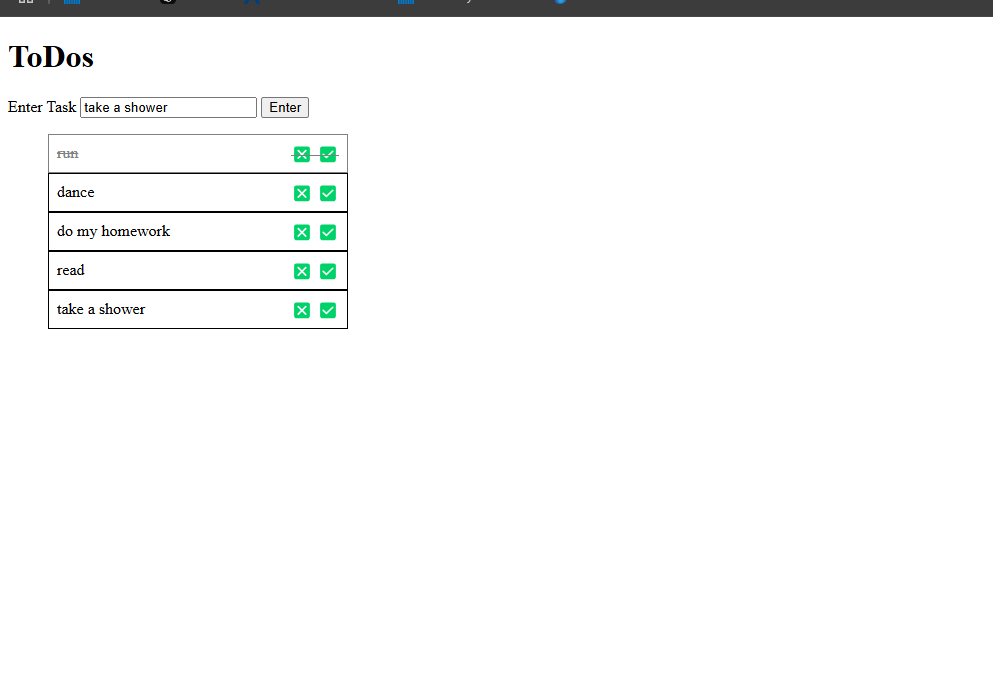 ToDos
Enter Task take a shower Enter
run
dance
do my homework
read
take a shower